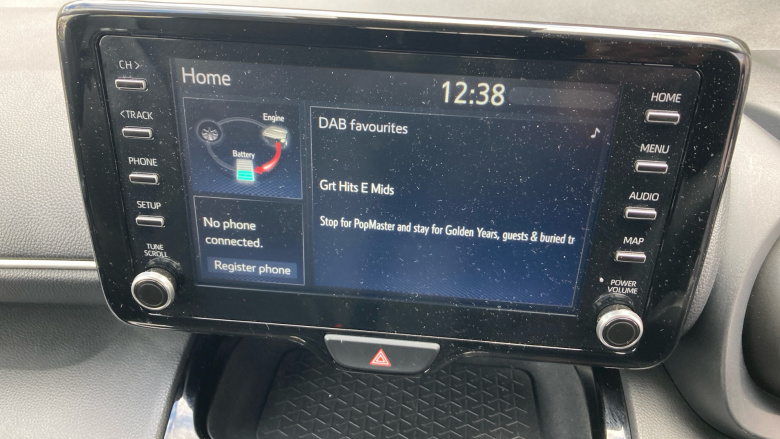 CH >
<TRACK
PHONE
SETUP
TUNE
SCROLL
Home
12:38
Engine
Battery
No phone
connected.
Register phone
DAB favourites
Grt Hits E Mids
Stop for PopMaster and stay for Golden Years, guests & buried tr
HOME
MENU
AUDIO
MAP
POWER
VOLUME